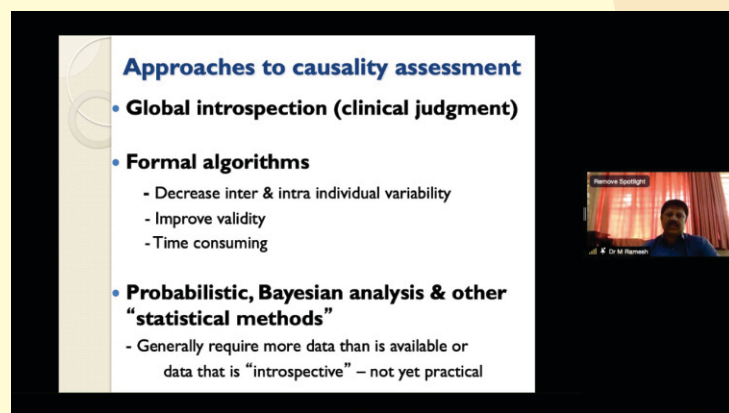 Approaches to causality assessment
• Global introspection (clinical judgment)
• Formal algorithms
- Decrease inter & intra individual variability
- Improve validity
- Time consuming
• Probabilistic, Bayesian analysis & other
“statistical methods”
- Generally require more data than is available or
data that is “introspective” – not yet practical
Remove Spotlight
Dr M Ramesh